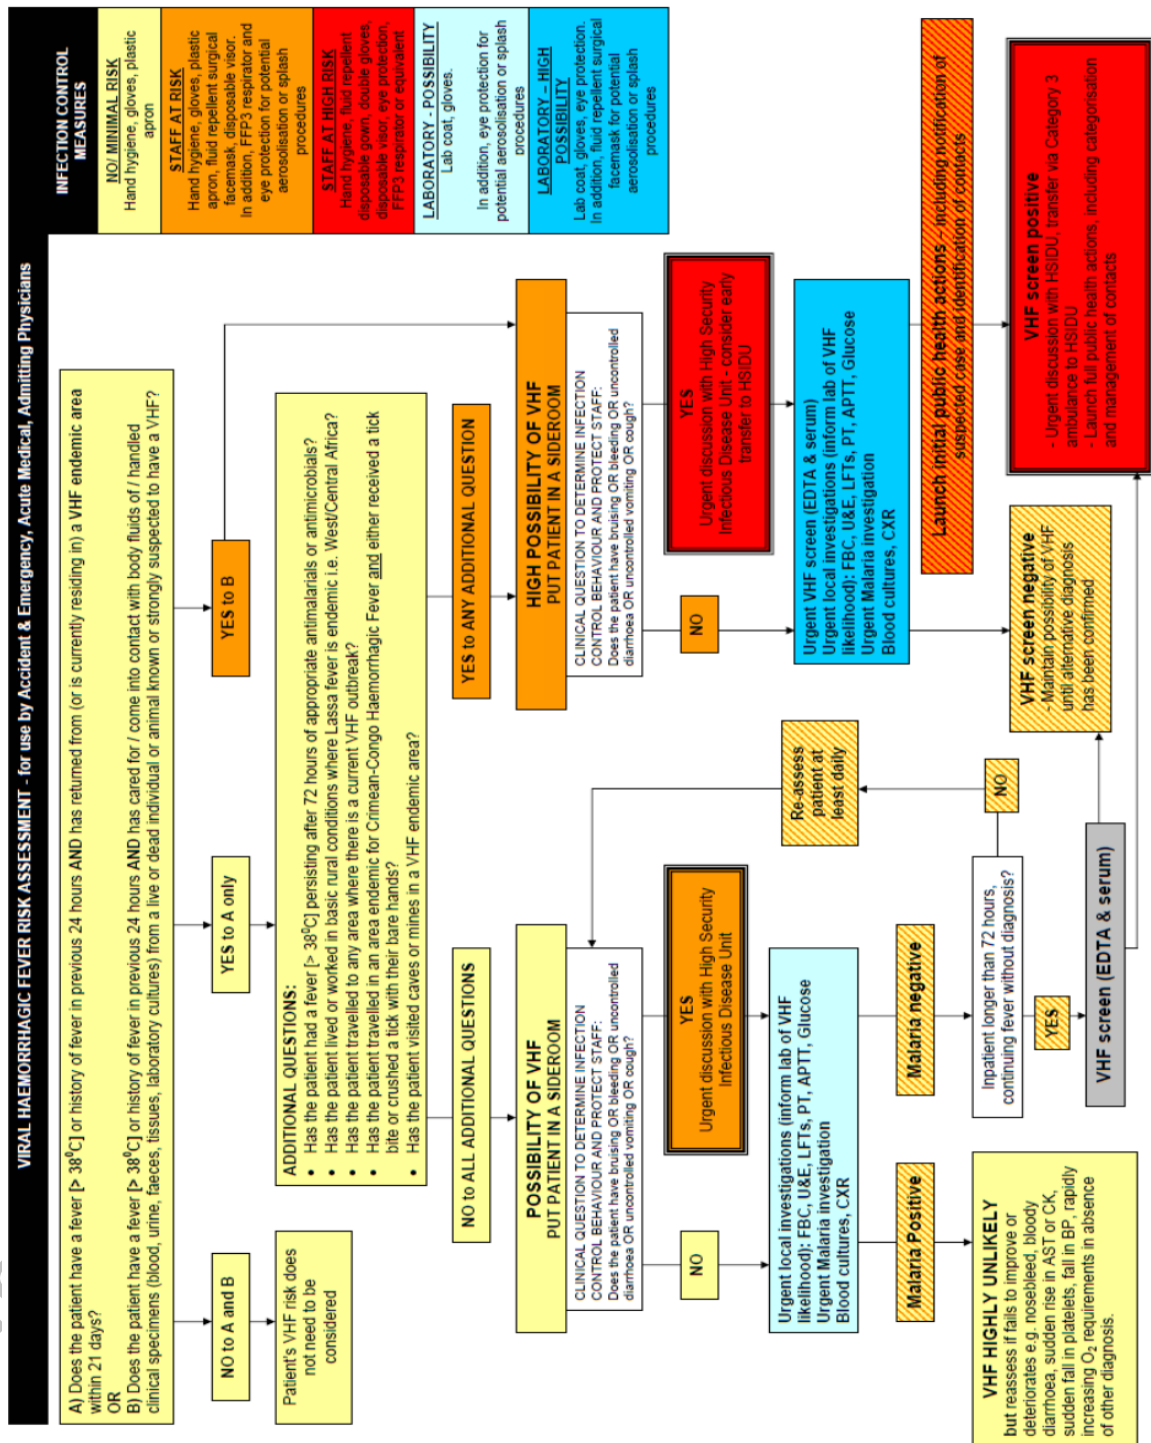 VIRAL HAEMORRHAGIC FEVER RISK ASSESSMENT - for use by Accident & Emergency, Acute Medical, Admitting Physicians
A) Does the patient have a fever [> 38⁰C] or history of fever in previous 24 hours AND has returned from (or is currently residing in) a VHF endemic area
within 21 days?
OR
B) Does the patient have a fever [> 38⁰C] or history of fever in previous 24 hours AND has cared for / come into contact with body fluids of / handled
clinical specimens (blood, urine, faeces, tissues, laboratory cultures) from a live or dead individual or animal known or strongly suspected to have a VHF?
NO to A and B
YES to A only
YES to B
Patient's VHF risk does
not need to be
considered
ADDITIONAL QUESTIONS:
• Has the patient had a fever [> 38⁰C] persisting after 72 hours of appropriate antimalarials or antimicrobials?
• Has the patient lived or worked in basic rural conditions where Lassa fever is endemic i.e. West/Central Africa?
• Has the patient travelled to any area where there is a current VHF outbreak?
• Has the patient travelled in an area endemic for Crimean-Congo Haemorrhagic Fever and either received a tick
bite or crushed a tick with their bare hands?
• Has the patient visited caves or mines in a VHF endemic area?
NO to ALL ADDITIONAL QUESTIONS
YES to ANY ADDITIONAL QUESTION
POSSIBILITY OF VHF
PUT PATIENT IN A SIDEROOM
CLINICAL QUESTION TO DETERMINE INFECTION
CONTROL BEHAVIOUR AND PROTECT STAFF:
Does the patient have bruising OR bleeding OR uncontrolled
diarrhoea OR uncontrolled vomiting OR cough?
HIGH POSSIBILITY OF VHF
PUT PATIENT IN A SIDEROOM
CLINICAL QUESTION TO DETERMINE INFECTION
CONTROL BEHAVIOUR AND PROTECT STAFF:
Does the patient have bruising OR bleeding OR uncontrolled
diarrhoea OR uncontrolled vomiting OR cough?
NO
YES
Urgent discussion with High Security
Infectious Disease Unit
Re-assess
patient at
least daily
NO
YES
Urgent discussion with High Security
Infectious Disease Unit - consider early
transfer to HSIDU
Urgent local investigations (inform lab of VHF
likelihood): FBC, U&E, LFTs, PT, APTT, Glucose
Urgent Malaria investigation
Blood cultures, CXR
Urgent VHF screen (EDTA & serum)
Urgent local investigations (inform lab of VHF
likelihood): FBC, U&E, LFTs, PT, APTT, Glucose
Urgent Malaria investigation
Blood cultures, CXR
Malaria Positive
Malaria negative
Launch initial public health actions – including notification of
suspected case and identification of contacts
VHF HIGHLY UNLIKELY
but reassess if fails to improve or
deteriorates e.g. nosebleed, bloody
diarrhoea, sudden rise in AST or CK,
sudden fall in platelets, fall in BP, rapidly
increasing O₂ requirements in absence
of other diagnosis.
Inpatient longer than 72 hours,
continuing fever without diagnosis?
NO
YES
VHF screen (EDTA & serum)
VHF screen negative
- Maintain possibility of VHF
until alternative diagnosis
has been confirmed
VHF screen positive
- Urgent discussion with HSIDU, transfer via Category 3
ambulance to HSIDU
- Launch full public health actions, including categorisation
and management of contacts
INFECTION CONTROL
MEASURES
NO/ MINIMAL RISK
Hand hygiene, gloves, plastic
apron
STAFF AT RISK
Hand hygiene, gloves, plastic
apron, fluid repellent surgical
facemask, disposable visor.
In addition, FFP3 respirator and
eye protection for potential
aerosolisation or splash
procedures
STAFF AT HIGH RISK
Hand hygiene, fluid repellent
disposable gown, double gloves,
disposable visor, eye protection,
FFP3 respirator or equivalent
LABORATORY - POSSIBILITY
Lab coat, gloves.
In addition, eye protection for
potential aerosolisation or splash
procedures
LABORATORY – HIGH
POSSIBILITY
Lab coat, gloves, eye protection.
In addition, fluid repellent surgical
facemask for potential
aerosolisation or splash
procedures